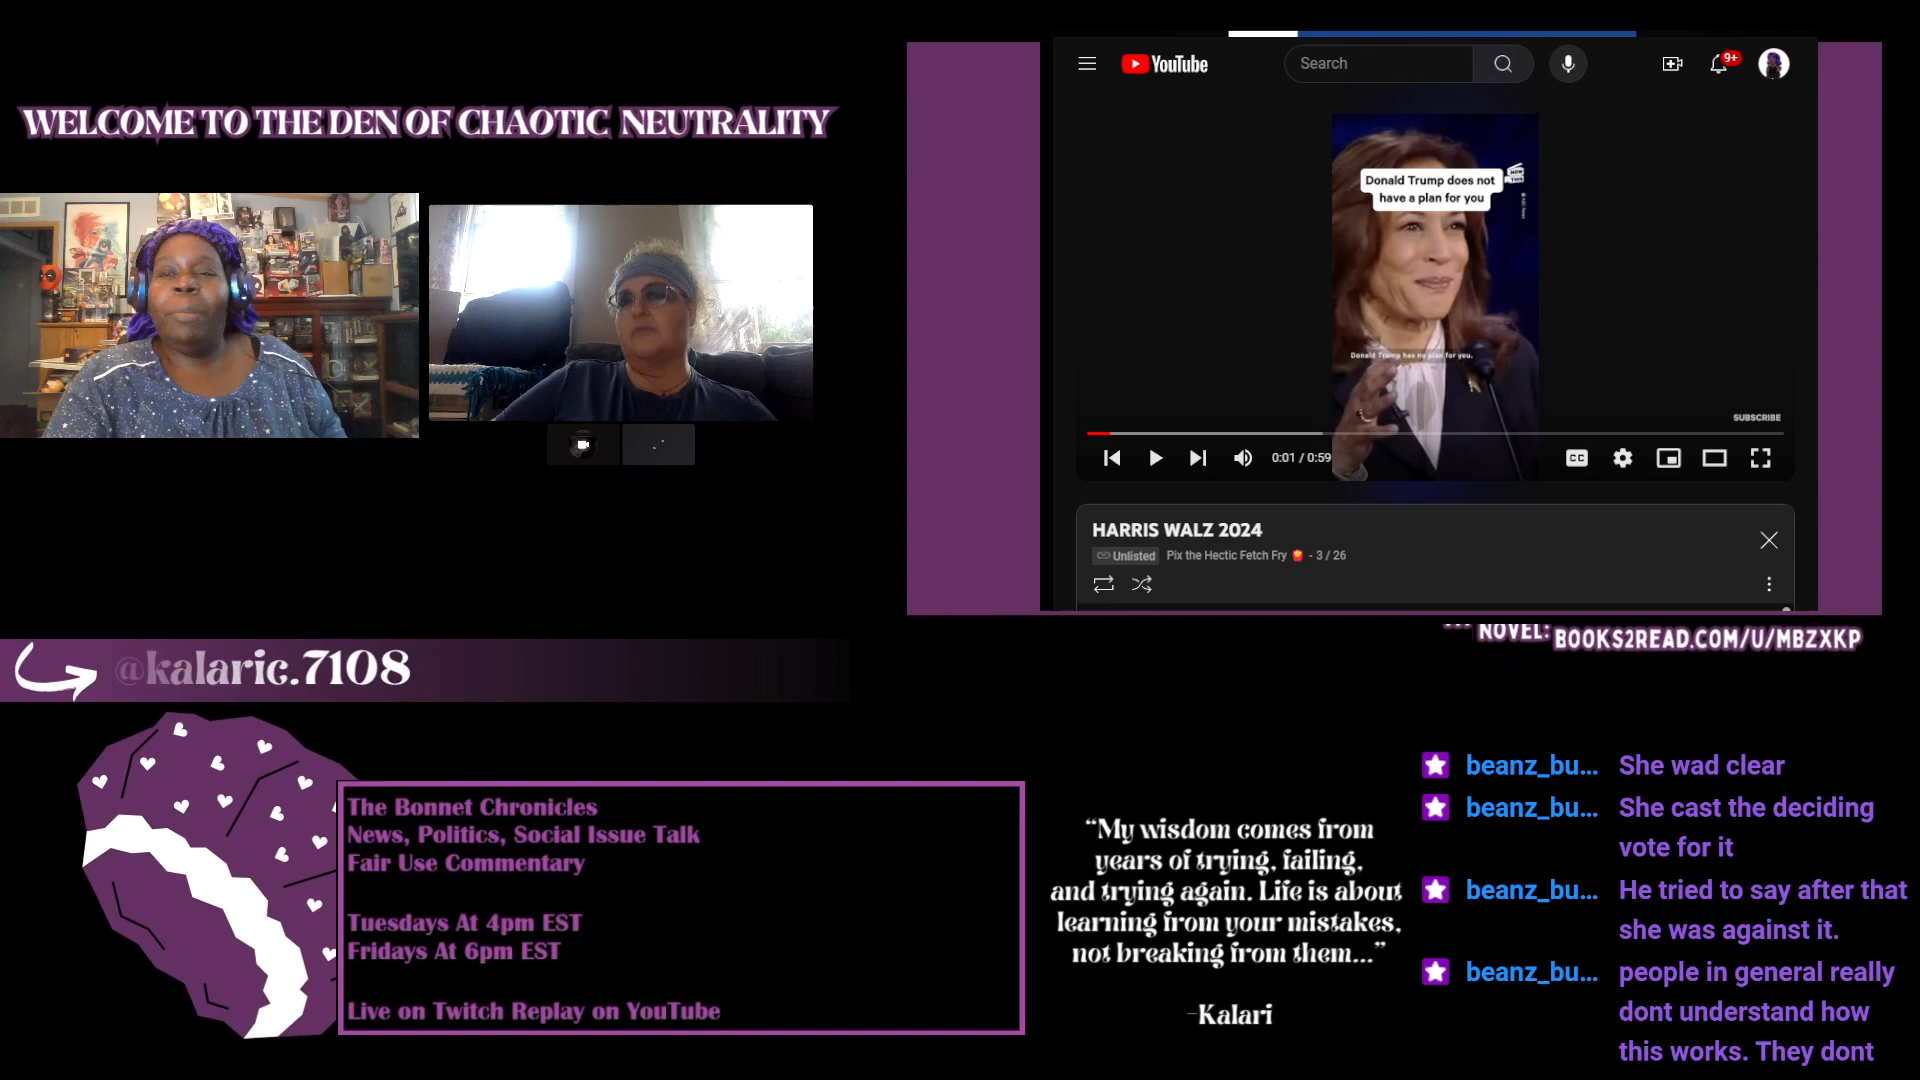 WELCOME TO THE DEN OF CHAOTIC NEUTRALITY
YouTube
Search
9+
Donald Trump does not
have a plan for you
NOW
THIS
Donald Trump has no plan for you.
SUBSCRIBE
0:01 / 0:59
CC
HARRIS WALZ 2024
Unlisted Pix the Hectic Fetch Fry 🍟 - 3 / 26
NOVEL: BOOKS2READ.COM/U/MBZXKP
@kalaric.7108
The Bonnet Chronicles
News, Politics, Social Issue Talk
Fair Use Commentary
Tuesdays At 4pm EST
Fridays At 6pm EST
Live on Twitch Replay on YouTube
“My wisdom comes from
years of trying, failing,
and trying again. Life is about
learning from your mistakes,
not breaking from them...”
-Kalari
beanz_bu... She wad clear
beanz_bu... She cast the deciding
vote for it
beanz_bu... He tried to say after that
she was against it.
beanz_bu... people in general really
dont understand how
this works. They dont